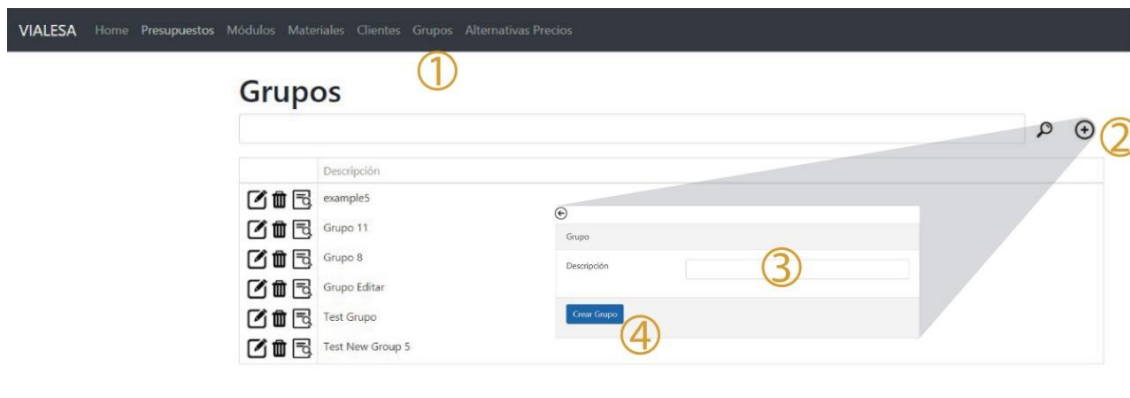 VIALESA Home Presupuestos Módulos Materiales Clientes Grupos Alternativas Precios
1
Grupos
2
Descripción
example5
Grupo 11
Grupo 8
Grupo Editar
Test Grupo
Test New Group 5
Grupo
Descripción
3
Crear Grupo
4